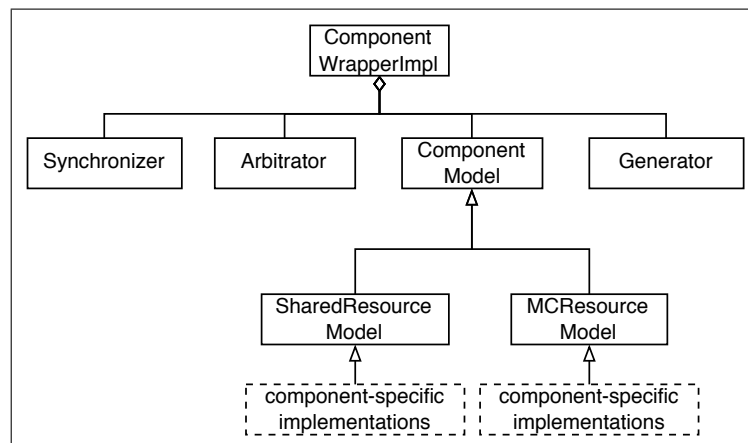 Component
WrapperImpl
Synchronizer
Arbitrator
Component
Model
Generator
SharedResource
Model
MCResource
Model
component-specific
implementations
component-specific
implementations